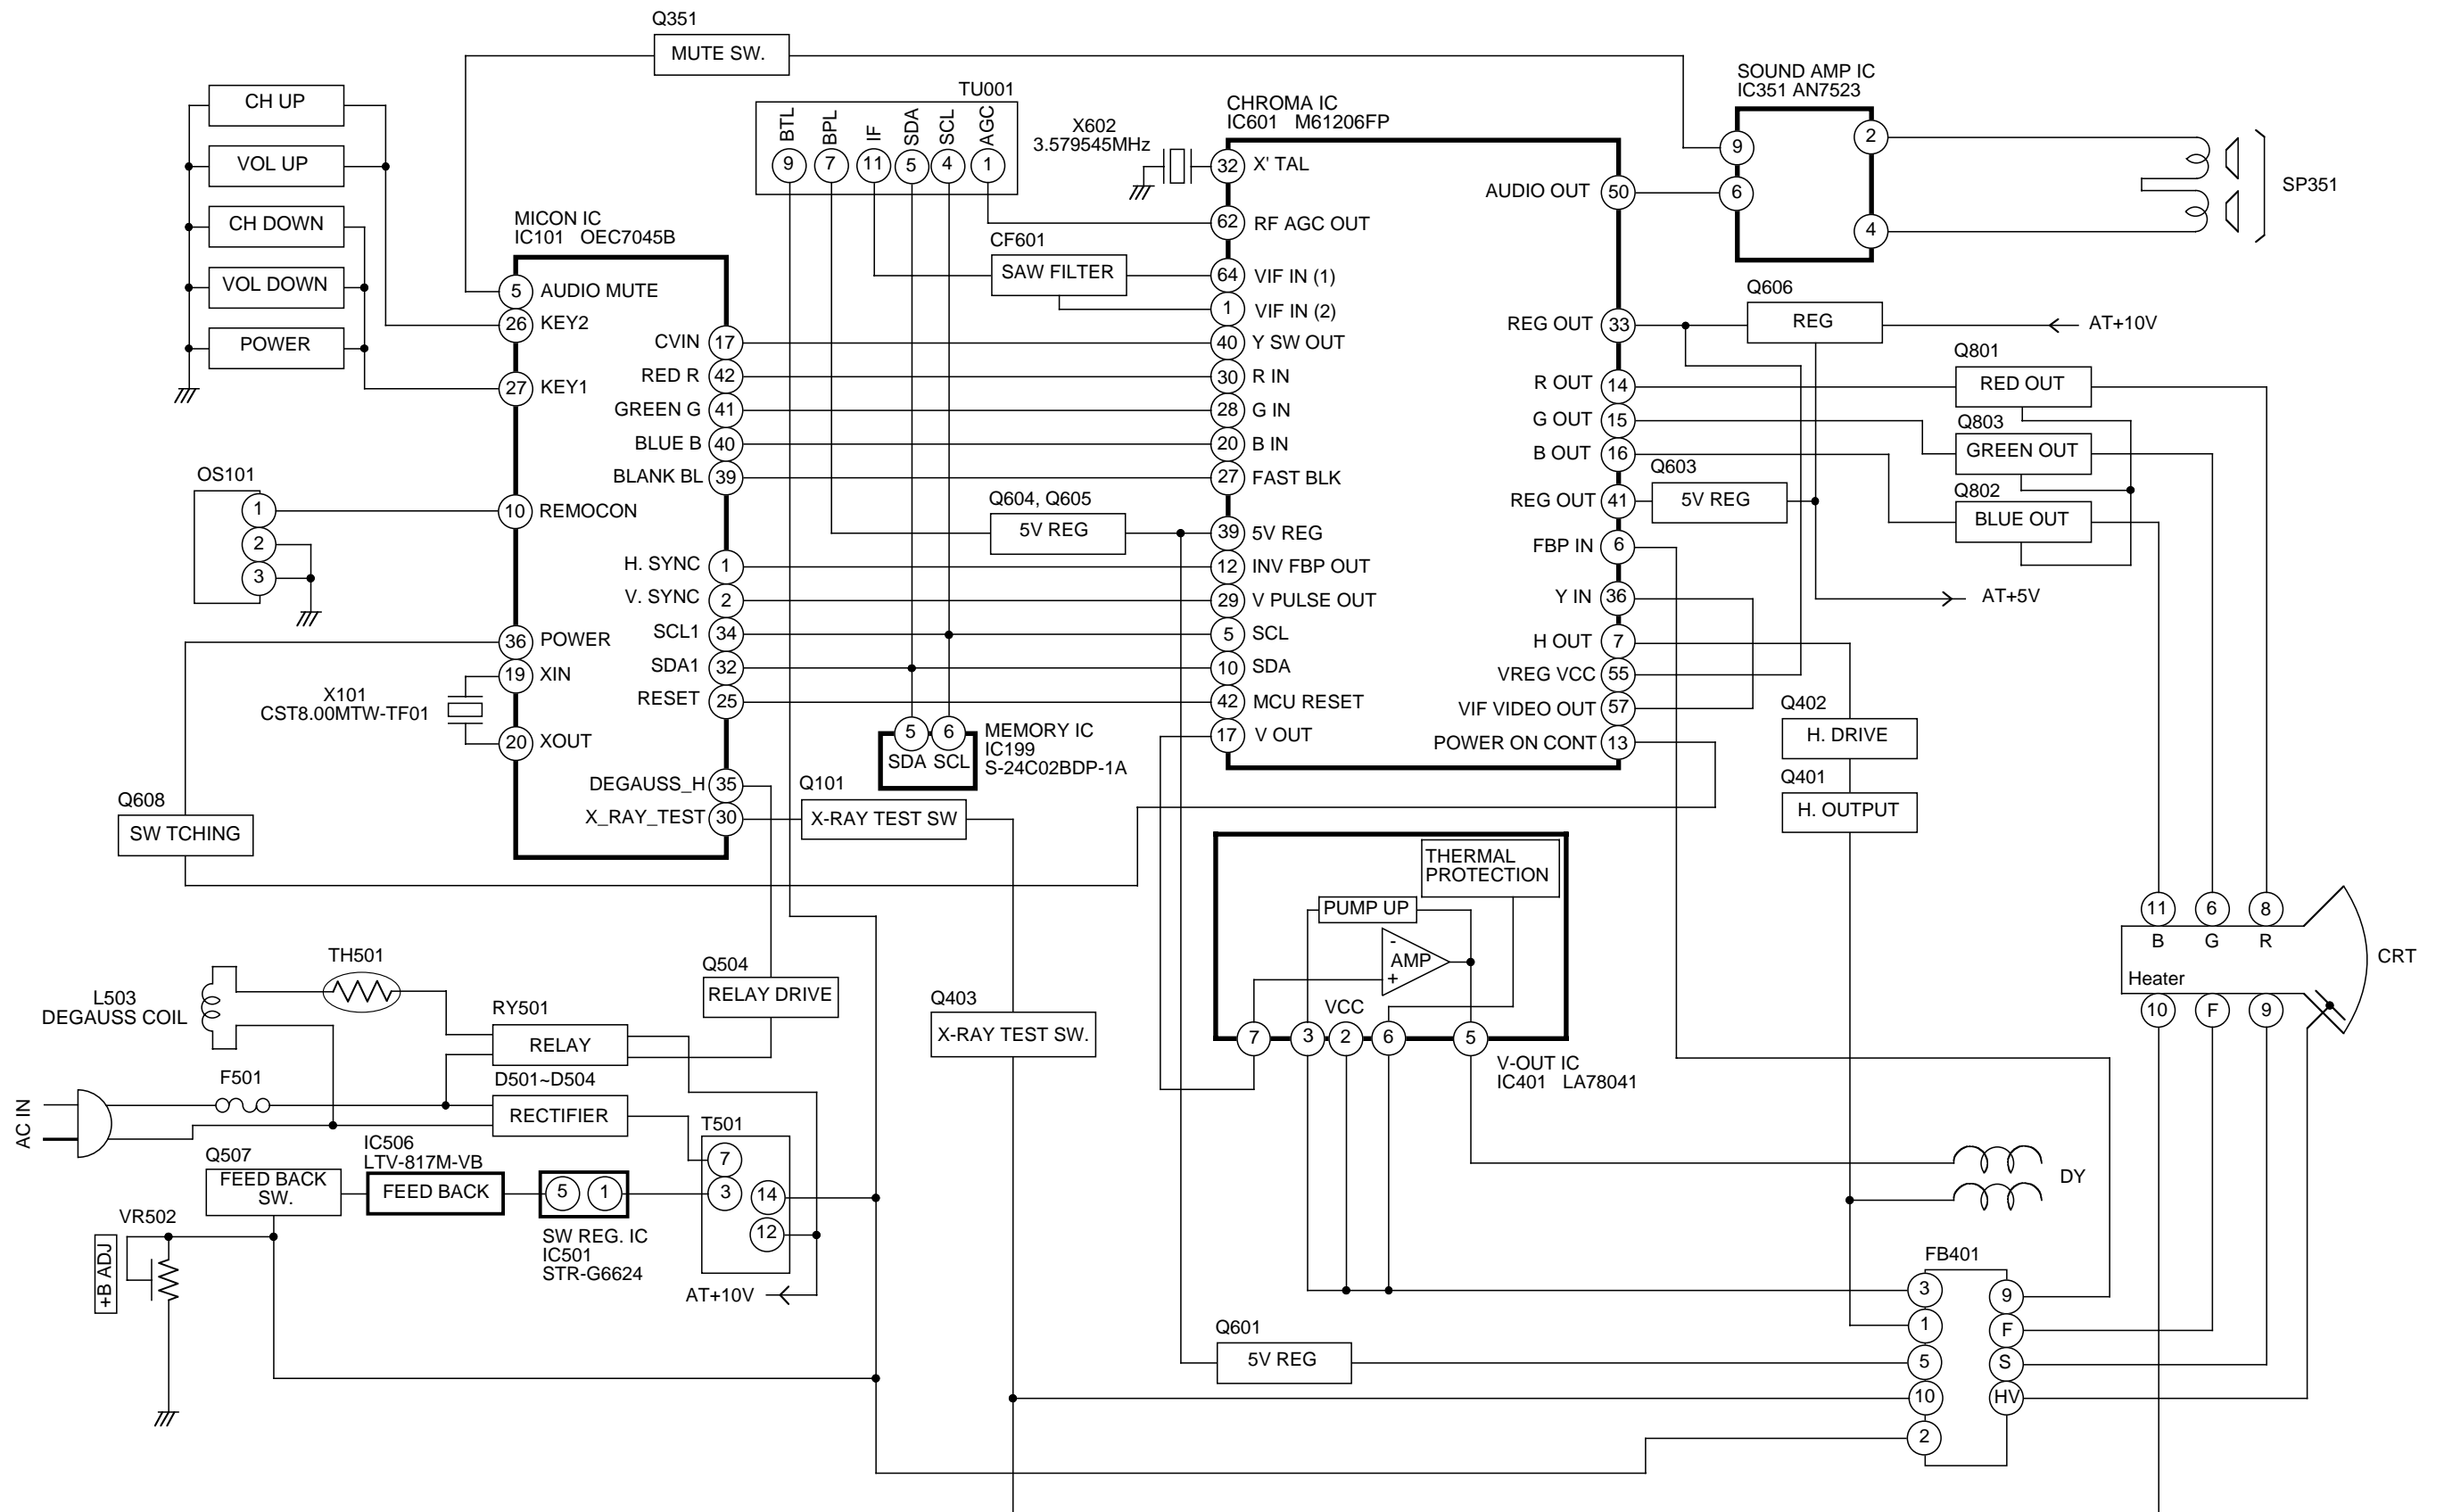 Q351
MUTE SW.
CH UP
VOL UP
CH DOWN
VOL DOWN
POWER
TU001
BTL
BPL
IF
SDA
SCL
AGC
9
7
11
5
4
1
X602
3.579545MHz
CHROMA IC
IC601 M61206FP
32 X' TAL
62 RF AGC OUT
CF601
SAW FILTER
64 VIF IN (1)
1 VIF IN (2)
40 Y SW OUT
30 R IN
28 G IN
20 B IN
27 FAST BLK
Q604, Q605
5V REG
39 5V REG
12 INV FBP OUT
29 V PULSE OUT
5 SCL
10 SDA
42 MCU RESET
17 V OUT
AUDIO OUT 50
REG OUT 33
R OUT 14
G OUT 15
B OUT 16
REG OUT 41
FBP IN 6
Y IN 36
H OUT 7
VREG VCC 55
VIF VIDEO OUT 57
POWER ON CONT 13
SOUND AMP IC
IC351 AN7523
9
6
2
4
SP351
Q606
REG
AT+10V
Q801
RED OUT
Q803
GREEN OUT
Q802
BLUE OUT
Q603
5V REG
AT+5V
Q402
H. DRIVE
Q401
H. OUTPUT
MICON IC
IC101 OEC7045B
5 AUDIO MUTE
26 KEY2
27 KEY1
10 REMOCON
36 POWER
19 XIN
20 XOUT
CVIN 17
RED R 42
GREEN G 41
BLUE B 40
BLANK BL 39
H. SYNC 1
V. SYNC 2
SCL1 34
SDA1 32
RESET 25
DEGAUSS_H 35
X_RAY_TEST 30
OS101
1
2
3
X101
CST8.00MTW-TF01
Q608
SW TCHING
5 6
SDA SCL
MEMORY IC
IC199
S-24C02BDP-1A
Q101
X-RAY TEST SW
THERMAL
PROTECTION
PUMP UP
-
AMP
+
VCC
7 3 2 6 5
V-OUT IC
IC401 LA78041
11 6 8
B G R
Heater
10 F 9
CRT
TH501
L503
DEGAUSS COIL
Q504
RELAY DRIVE
RY501
RELAY
Q403
X-RAY TEST SW.
F501
AC IN
D501~D504
RECTIFIER
T501
7
3
14
12
AT+10V
Q507
FEED BACK
SW.
IC506
LTV-817M-VB
FEED BACK
5 1
SW REG. IC
IC501
STR-G6624
VR502
+B ADJ
DY
FB401
3
1
5
10
2
9
F
S
HV
Q601
5V REG